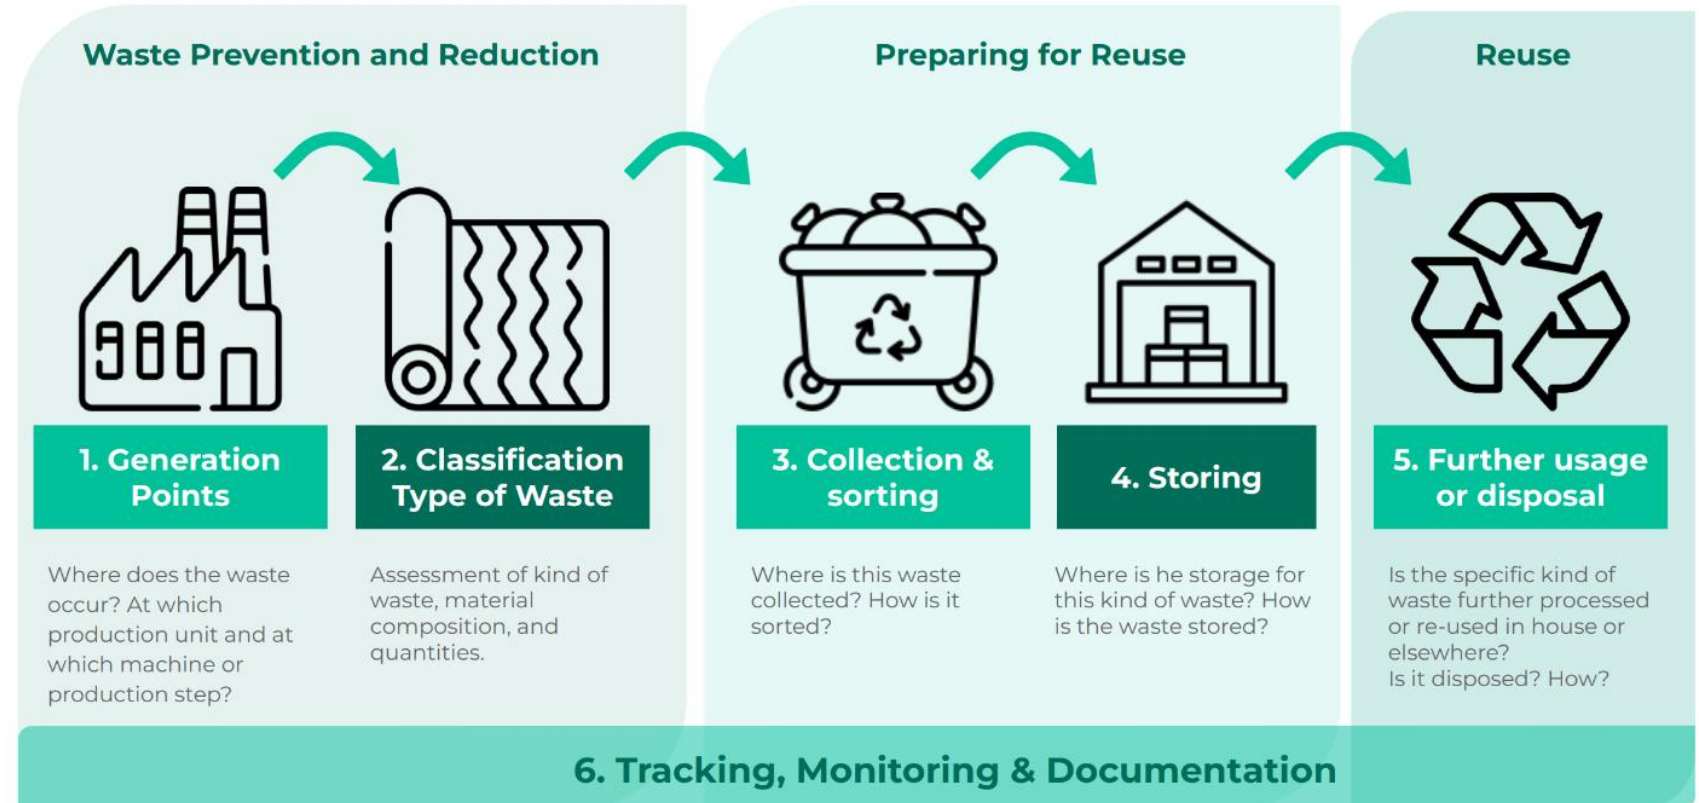 Waste Prevention and Reduction
Preparing for Reuse
Reuse
1. Generation
Points
2. Classification
Type of Waste
3. Collection &
sorting
4. Storing
5. Further usage
or disposal
Where does the waste
occur? At which
production unit and at
which machine or
production step?
Assessment of kind of
waste, material
composition, and
quantities.
Where is this waste
collected? How is it
sorted?
Where is he storage for
this kind of waste? How
is the waste stored?
Is the specific kind of
waste further processed
or re-used in house or
elsewhere?
Is it disposed? How?
6. Tracking, Monitoring & Documentation